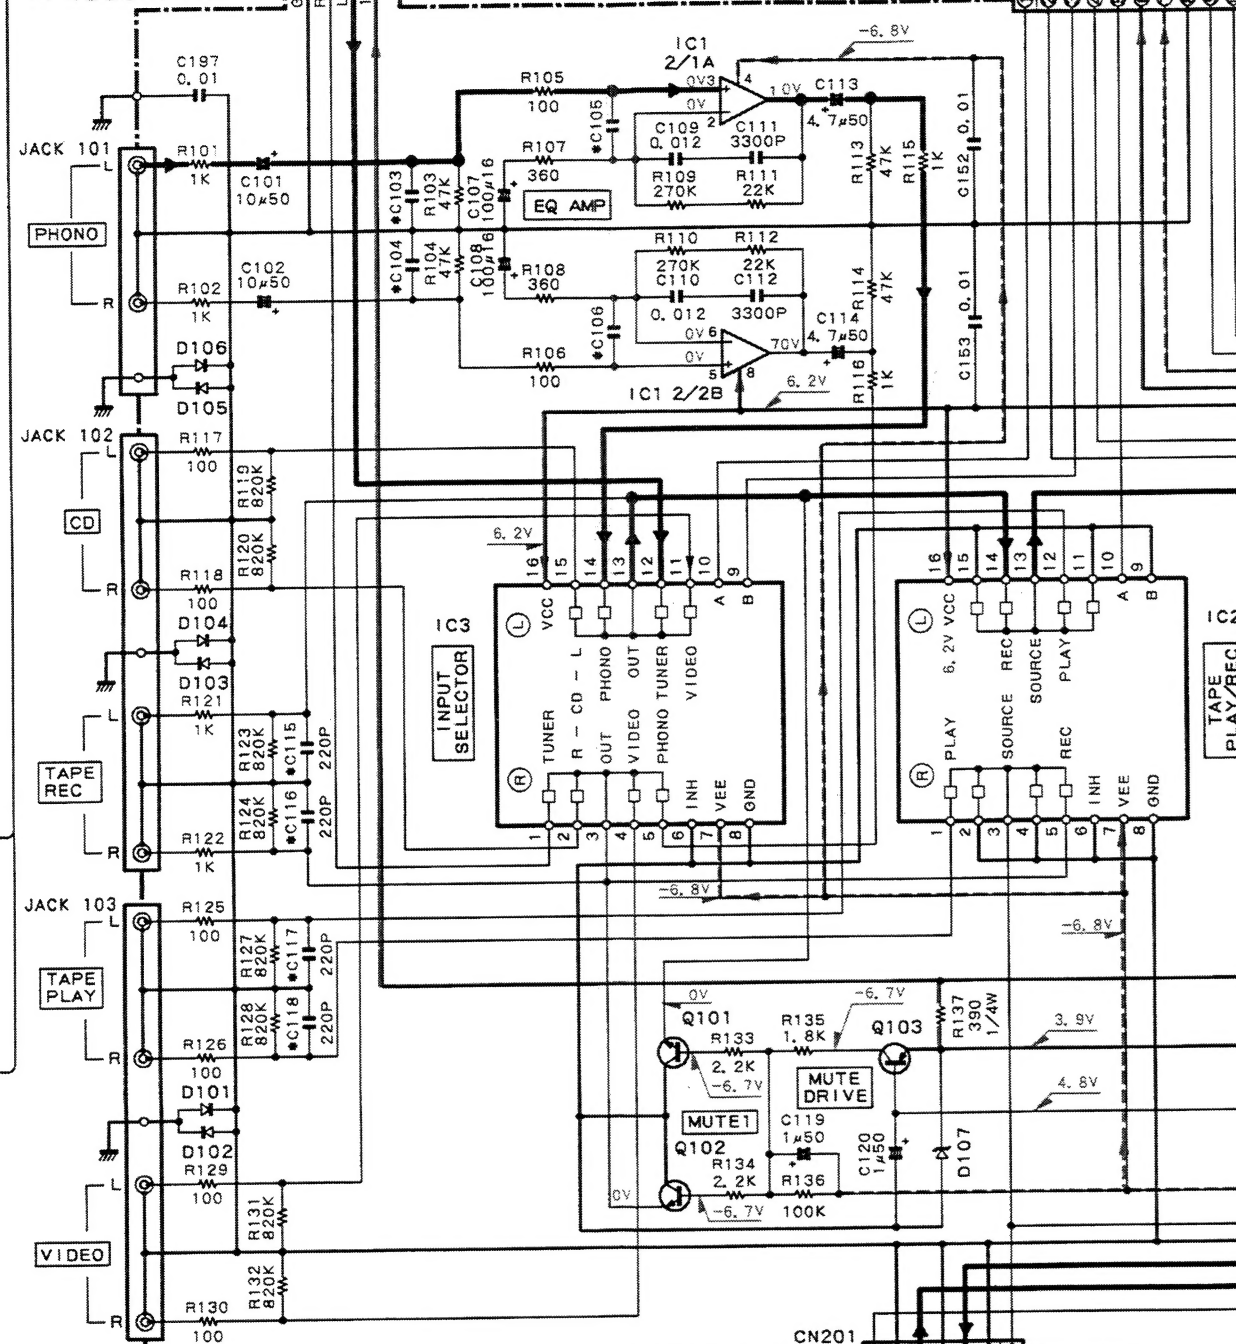 C197
0.01
JACK 101
L
R101
1K
C101
10µ50
PHONO
R
R102
1K
C102
10µ50
D106
D105
*C103
R103
47K
C107
100µ16
*C104
R104
47K
C108
100µ16
R105
100
*C105
R107
360
EQ AMP
R108
360
*C106
R106
100
IC1
2/1A
-6.8V
0V 3
0V
2
4
C109
0.012
C111
3300P
R109
270K
R111
22K
C113
4.7µ50
R113
47K
R115
1K
C152
0.01
R110
270K
R112
22K
C110
0.012
C112
3300P
0V 6
0V
5
8
IC1 2/2B
6.2V
C114
4.7µ50
R114
47K
R116
1K
C153
0.01
JACK 102
L
R117
100
R119
820K
CD
R120
820K
R
R118
100
D104
D103
L
R121
1K
R123
820K
*C115
220P
TAPE
REC
R124
820K
*C116
220P
R
R122
1K
6.2V
16 15 14 13 12 11 10 9
IC3
INPUT
SELECTOR
L
VCC
L - CD - R
PHONO
OUT
TUNER
VIDEO
A
B
R
TUNER
OUT
VIDEO
PHONO
INH
VEE
GND
1 2 3 4 5 6 7 8
-6.8V
16 15 14 13 12 11 10 9
IC2
TAPE
PLAY/REC
L
6.2V VCC
REC
SOURCE
PLAY
A
B
R
PLAY
SOURCE
REC
INH
VEE
GND
1 2 3 4 5 6 7 8
-6.8V
JACK 103
L
R125
100
R127
820K
*C117
220P
TAPE
PLAY
R128
820K
*C118
220P
R
R126
100
D101
D102
L
R129
100
R131
820K
VIDEO
R132
820K
R
R130
100
0V
Q101
R133
2.2K
-6.7V
R135
1.8K
-6.7V
Q103
R137
390
1/4W
3.9V
4.8V
MUTE
DRIVE
MUTE1
C119
1µ50
C120
1µ50
D107
Q102
R134
2.2K
R136
100K
0V
-6.7V
CN201